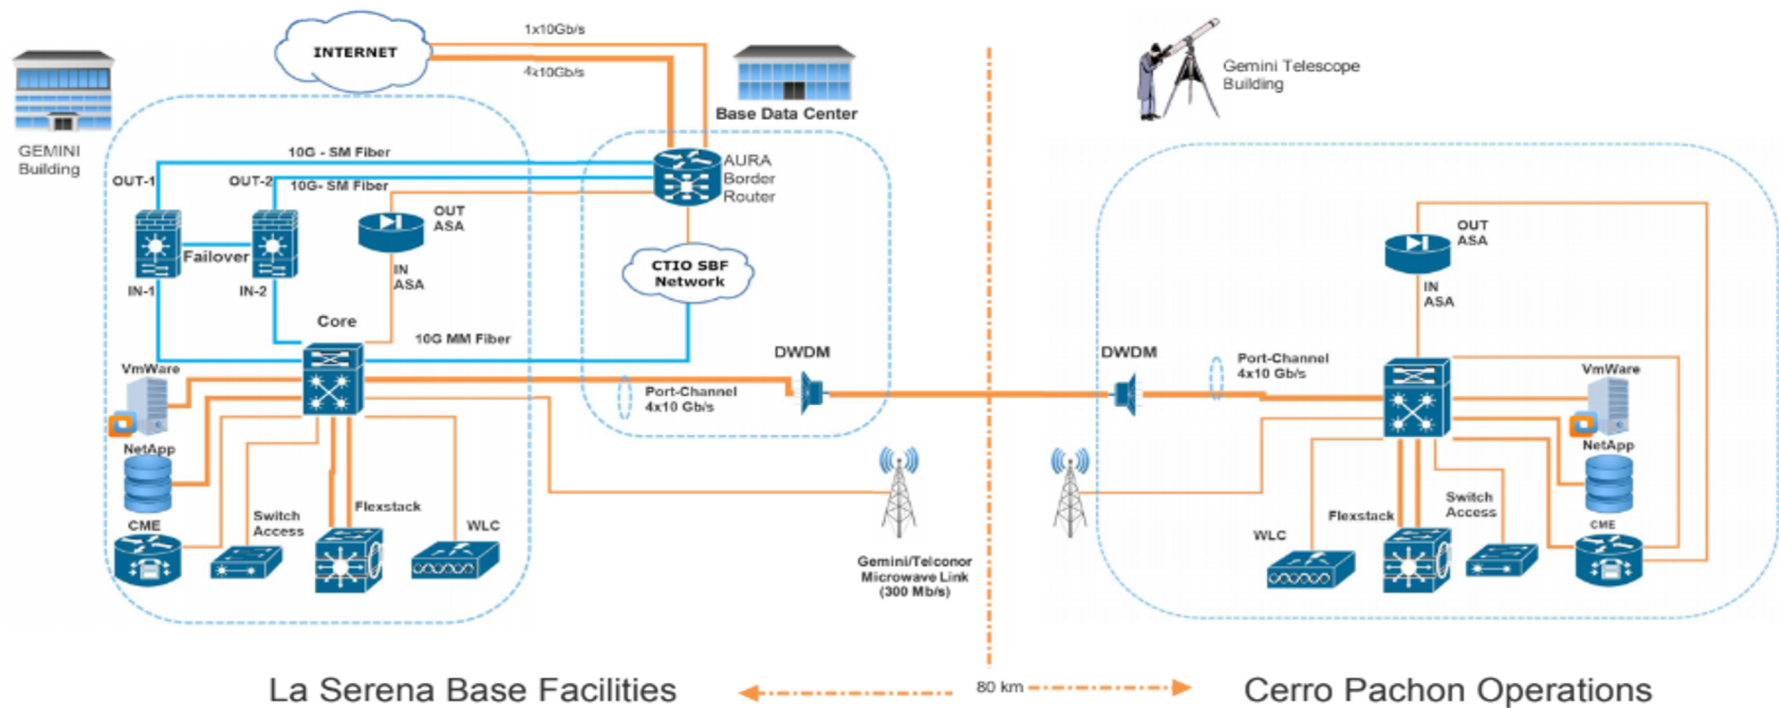 INTERNET
1x10Gb/s
4x10Gb/s
GEMINI
Building
Base Data Center
Gemini Telescope
Building
10G - SM Fiber
OUT-1
OUT-2
10G- SM Fiber
AURA
Border
Router
OUT
ASA
Failover
IN
ASA
IN-1
IN-2
CTIO SBF
Network
Core
10G MM Fiber
VmWare
Port-Channel
4x10 Gb/s
DWDM
NetApp
CME
Switch
Access
Flexstack
WLC
Gemini/Telconor
Microwave Link
(300 Mb/s)
OUT
ASA
IN
ASA
DWDM
Port-Channel
4x10 Gb/s
VmWare
NetApp
WLC
Flexstack
Switch
Access
CME
La Serena Base Facilities
80 km
Cerro Pachon Operations